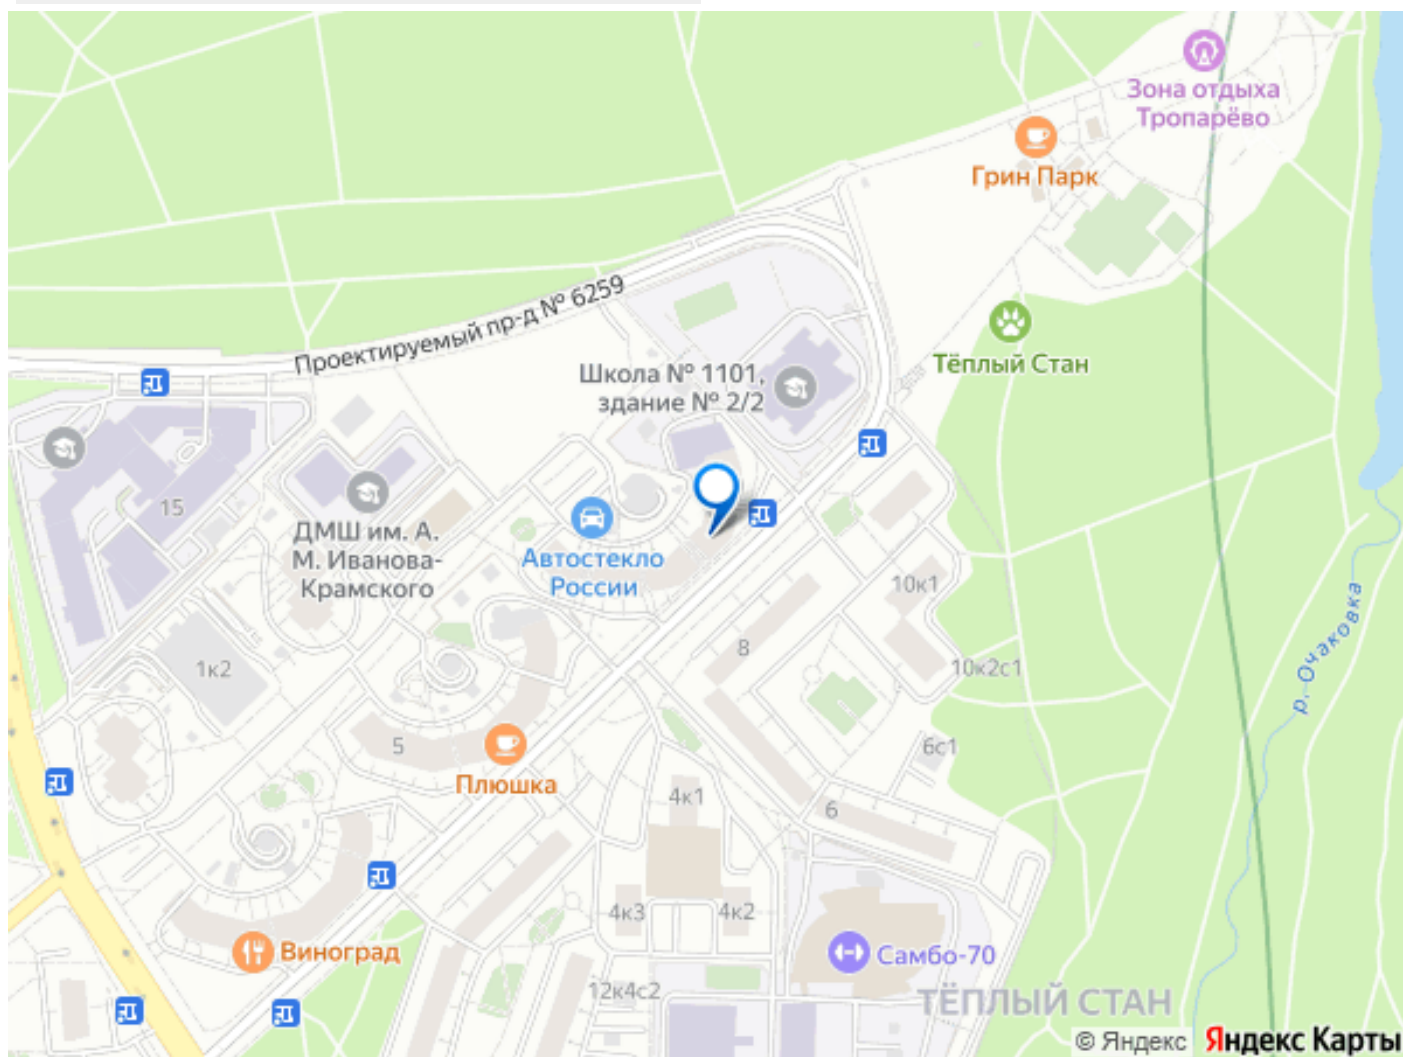 Зона отдыха
Тропарёво
Грин Парк
Проектируемый пр-д № 6259
Тёплый Стан
Школа № 1101,
здание № 2/2
15
ДМШ им. А.
М. Иванова-
Крамского
Автостекло
России
10к1
р. Очаковка
8
1к2
10к2с1
5
6с1
Плюшка
4к1
6
4к3
4к2
Виноград
Самбо-70
12к4с2
ТЁПЛЫЙ СТАН
© Яндекс Яндекс Карты